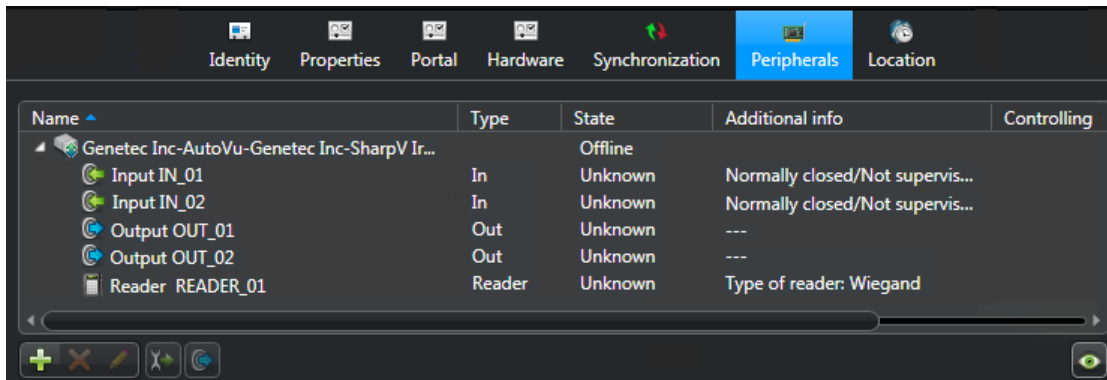 Identity Properties Portal Hardware Synchronization Peripherals Location
Name Type State Additional info Controlling
Genetec Inc-AutoVu-Genetec Inc-SharpV Ir... Offline
Input IN_01 In Unknown Normally closed/Not supervis...
Input IN_02 In Unknown Normally closed/Not supervis...
Output OUT_01 Out Unknown ---
Output OUT_02 Out Unknown ---
Reader READER_01 Reader Unknown Type of reader: Wiegand